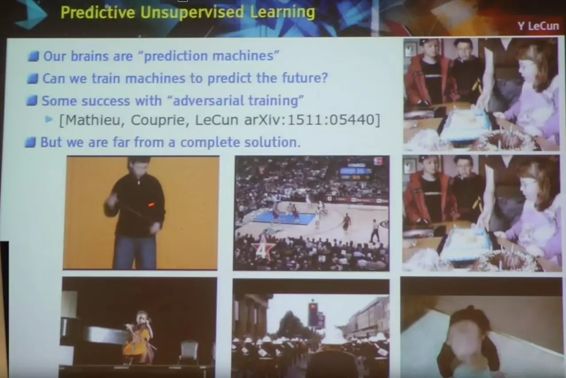 Predictive Unsupervised Learning
Y LeCun
Our brains are "prediction machines"
Can we train machines to predict the future?
Some success with "adversarial training"
[Mathieu, Couprie, LeCun arXiv:1511:05440]
But we are far from a complete solution.
4